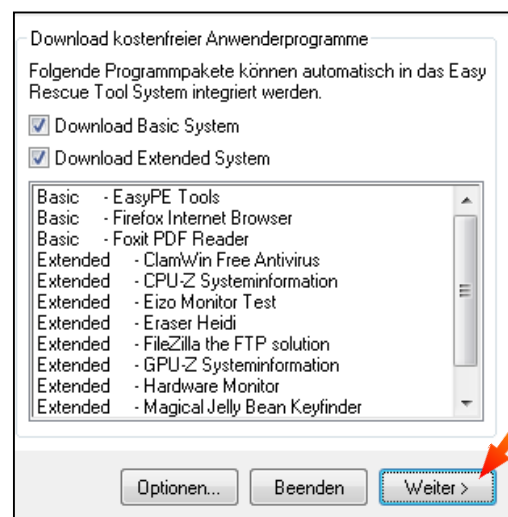 Download kostenfreier Anwenderprogramme
Folgende Programmpakete können automatisch in das Easy
Rescue Tool System integriert werden.
Download Basic System
Download Extended System
Basic - EasyPE Tools
Basic - Firefox Internet Browser
Basic - Foxit PDF Reader
Extended - ClamWin Free Antivirus
Extended - CPU-Z Systeminformation
Extended - Eizo Monitor Test
Extended - Eraser Heidi
Extended - FileZilla the FTP solution
Extended - GPU-Z Systeminformation
Extended - Hardware Monitor
Extended - Magical Jelly Bean Keyfinder
Optionen... Beenden Weiter >